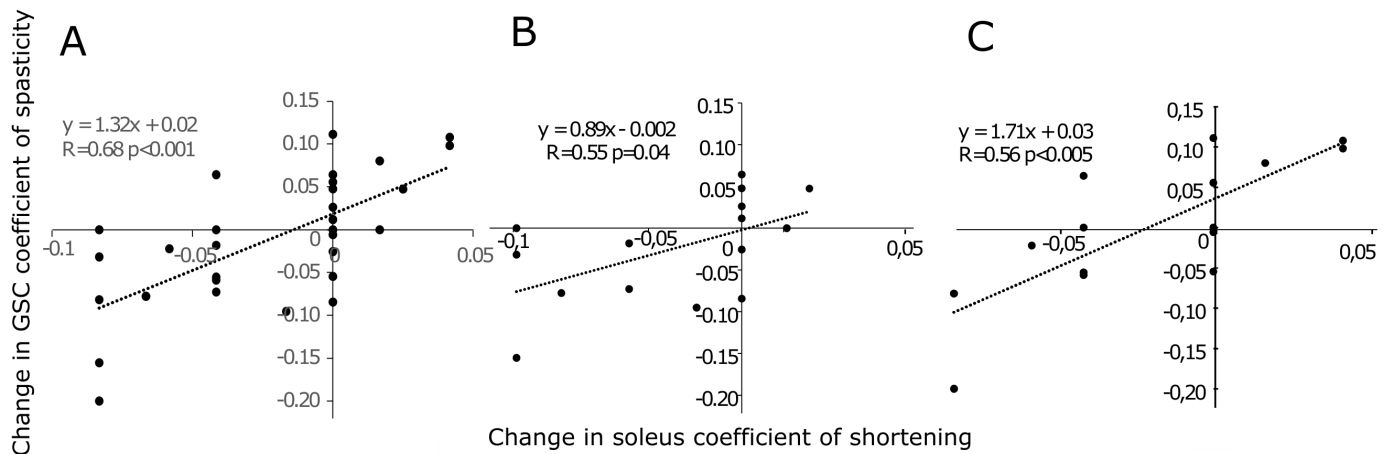 Change in GSC coefficient of spasticity
A
y = 1.32x + 0.02
R=0.68 p<0.001
0.15
0.10
0.05
0
-0.05
-0.10
-0.15
-0.20
-0.1
-0.05
0.05
B
y = 0.89x - 0.002
R=0.55 p=0.04
0.15
0.10
0.05
0
-0.05
-0.10
-0.15
-0.20
-0,1
-0,05
0,05
C
y = 1.71x + 0.03
R=0.56 p<0.005
0,15
0,10
0,05
0
-0,05
-0,10
-0,15
-0,20
-0,05
0,05
Change in soleus coefficient of shortening